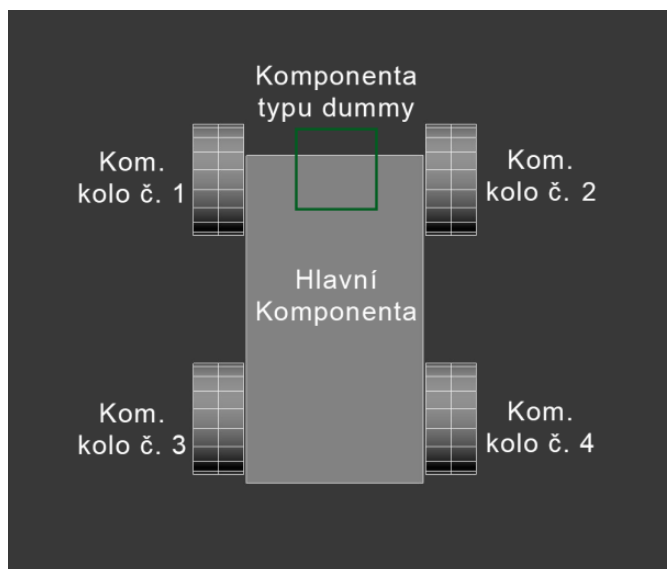 Komponenta
typu dummy
Kom.
kolo č. 1
Kom.
kolo č. 2
Hlavní
Komponenta
Kom.
kolo č. 3
Kom.
kolo č. 4